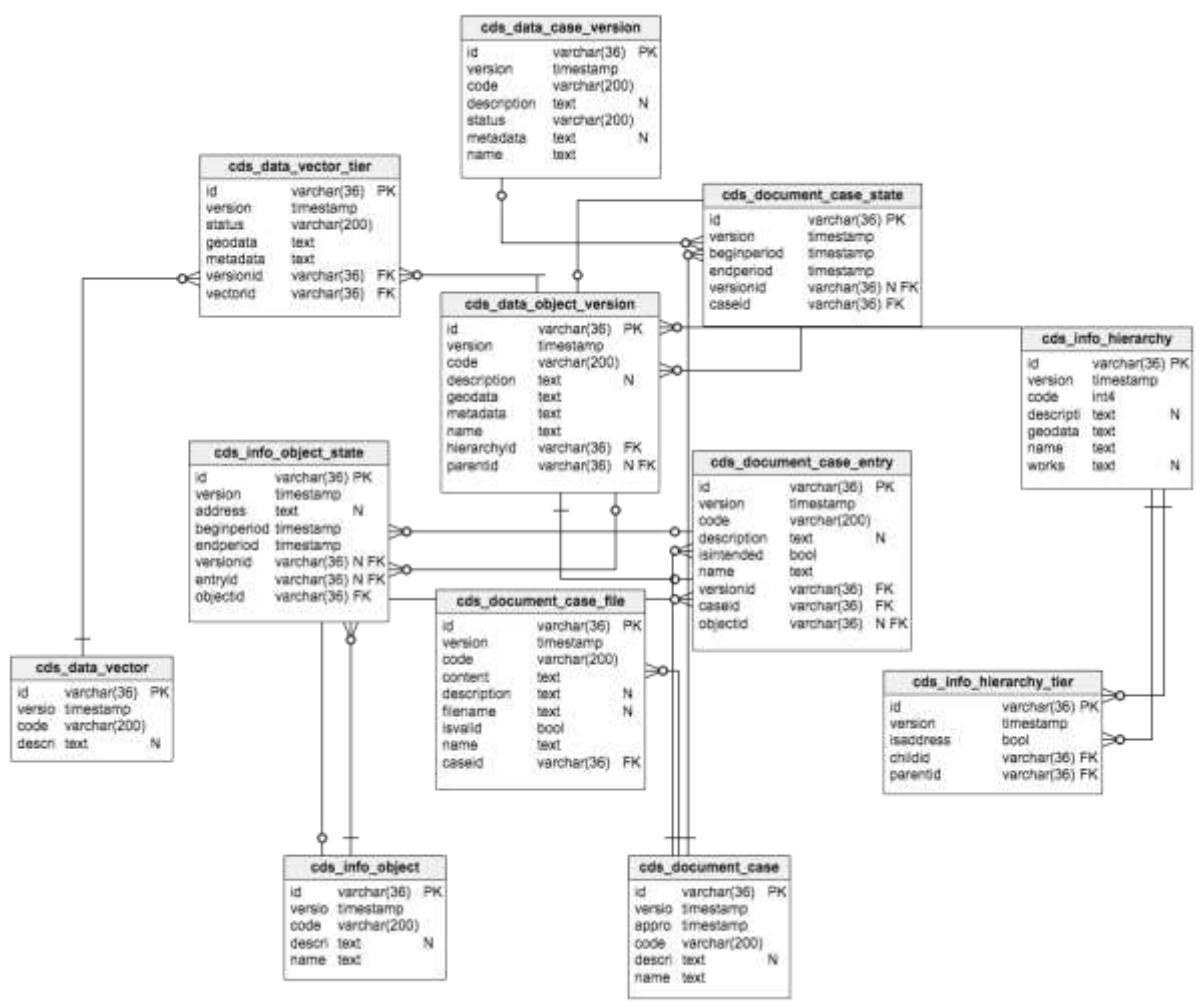 cds_data_case_version
id varchar(36) PK
version timestamp
code varchar(200)
description text N
status varchar(200)
metadata text N
name text
cds_data_vector_tier
id varchar(36) PK
version timestamp
status varchar(200)
geodata text
metadata text
versionid varchar(36) FK
vectorid varchar(36) FK
cds_document_case_state
id varchar(36) PK
version timestamp
beginperiod timestamp
endperiod timestamp
versionid varchar(36) N FK
caseid varchar(36) FK
cds_data_object_version
id varchar(36) PK
version timestamp
code varchar(200)
description text N
geodata text
metadata text
name text
hierarchyid varchar(36) FK
parentid varchar(36) N FK
cds_info_hierarchy
id varchar(36) PK
version timestamp
code int4
descripti text N
geodata text
name text
works text N
cds_info_object_state
id varchar(36) PK
version timestamp
address text N
beginperiod timestamp
endperiod timestamp
versionid varchar(36) N FK
entryid varchar(36) N FK
objectid varchar(36) FK
cds_document_case_entry
id varchar(36) PK
version timestamp
code varchar(200)
description text N
isintended bool
name text
versionid varchar(36) FK
caseid varchar(36) FK
objectid varchar(36) N FK
cds_document_case_file
id varchar(36) PK
version timestamp
code varchar(200)
content text
description text N
filename text N
isvalid bool
name text
caseid varchar(36) FK
cds_data_vector
id varchar(36) PK
versio timestamp
code varchar(200)
descri text N
cds_info_hierarchy_tier
id varchar(36) PK
version timestamp
isaddress bool
childid varchar(36) FK
parentid varchar(36) FK
cds_info_object
id varchar(36) PK
versio timestamp
code varchar(200)
descri text N
name text
cds_document_case
id varchar(36) PK
versio timestamp
appro timestamp
code varchar(200)
descri text N
name text